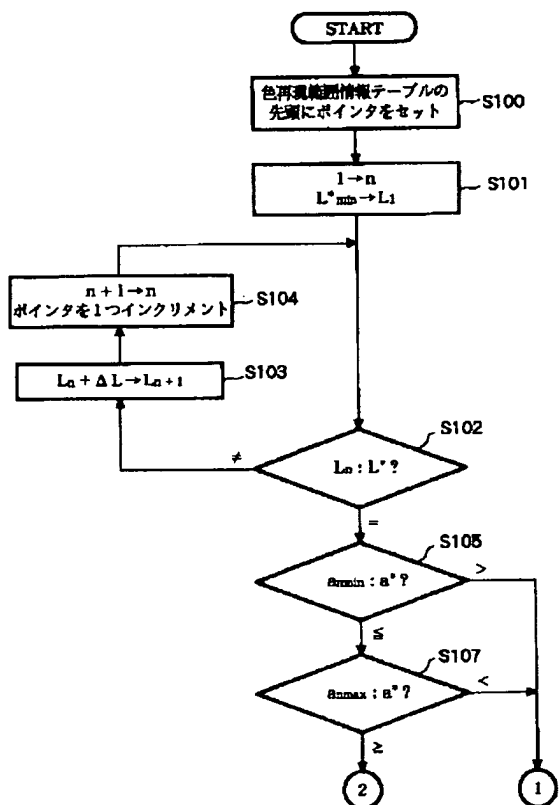 START
色再現範囲情報テーブルの
先頭にポインタをセット
S100
1→n
L*min→L1
S101
n+1→n
ポインタを1つインクリメント
S104
Ln+ΔL→Ln+1
S103
S102
Ln:L*?
≠
=
S105
anmin:a*?
>
≦
S107
anmax:a*?
<
≧
2
1